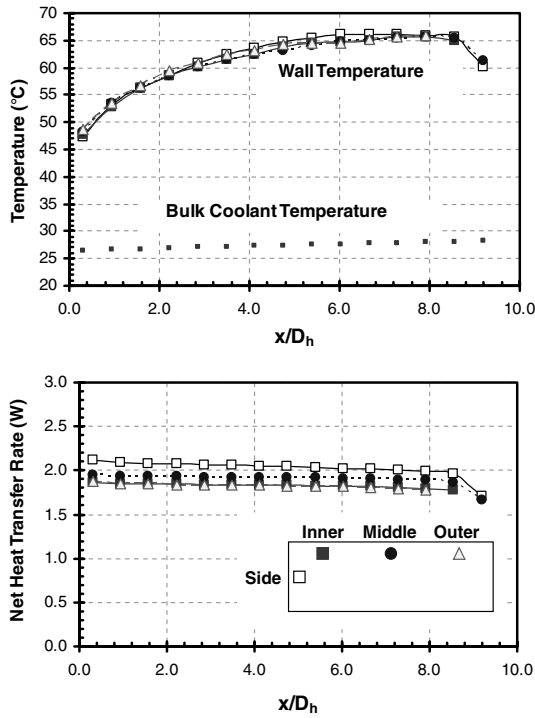 70
65
60
55
50
45
40
35
30
25
20
Temperature (°C)
Wall Temperature
Bulk Coolant Temperature
0.0 2.0 4.0 6.0 8.0 10.0
x/Dh
3.0
2.5
2.0
1.5
1.0
0.5
0.0
Net Heat Transfer Rate (W)
Inner Middle Outer
Side
0.0 2.0 4.0 6.0 8.0 10.0
x/Dh